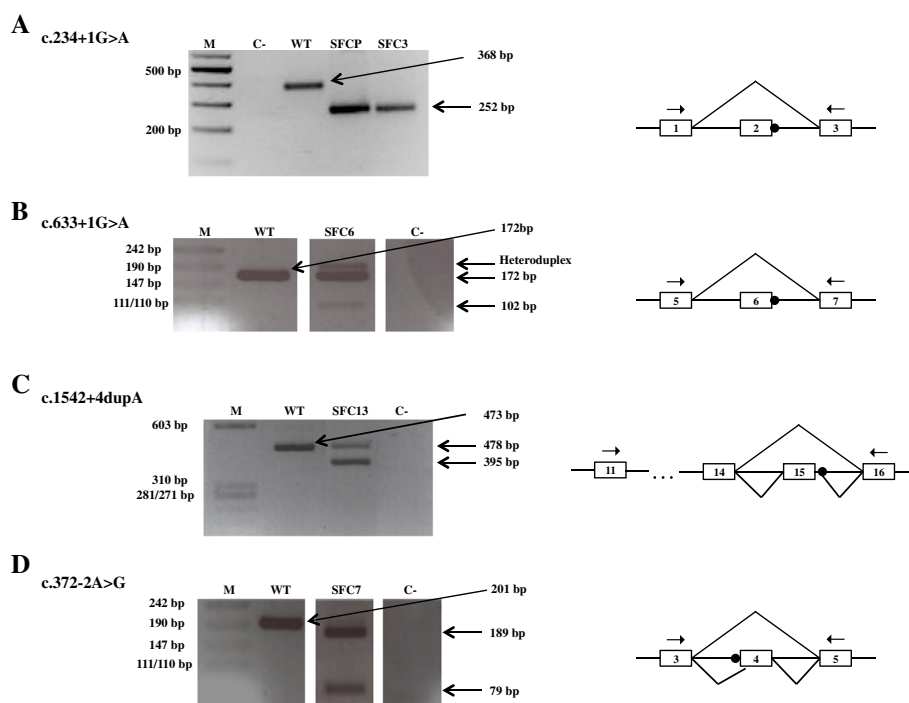 A
c.234+1G>A
M C- WT SFCP SFC3
368 bp
500 bp
252 bp
200 bp
1 2 3
B
c.633+1G>A
M WT SFC6 C-
172bp
242 bp
Heteroduplex
190 bp
172 bp
147 bp
111/110 bp
102 bp
5 6 7
C
c.1542+4dupA
M WT SFC13 C-
473 bp
603 bp
478 bp
395 bp
310 bp
281/271 bp
11 ... 14 15 16
D
c.372-2A>G
M WT SFC7 C-
201 bp
242 bp
190 bp
189 bp
147 bp
111/110 bp
79 bp
3 4 5